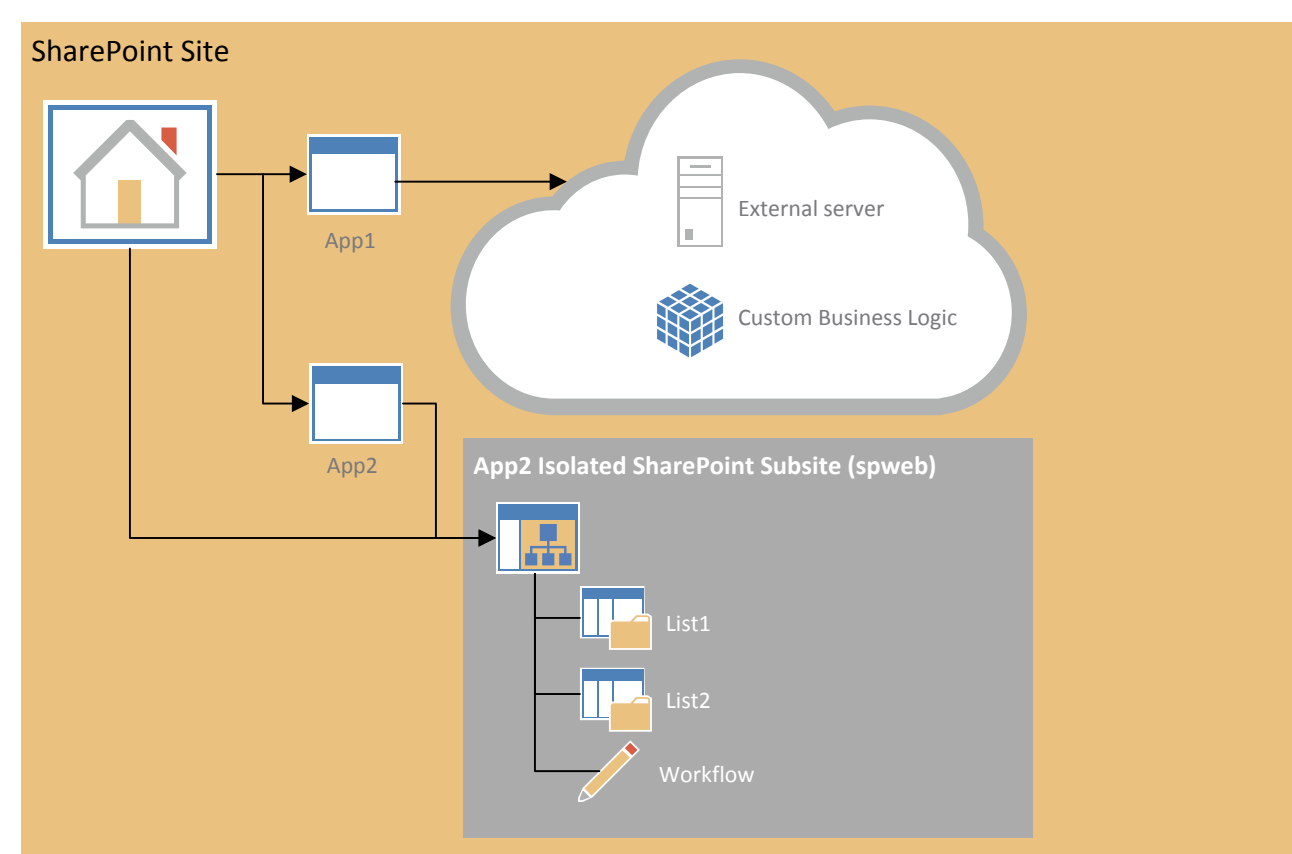 SharePoint Site
App1
External server
Custom Business Logic
App2
App2 Isolated SharePoint Subsite (spweb)
List1
List2
Workflow